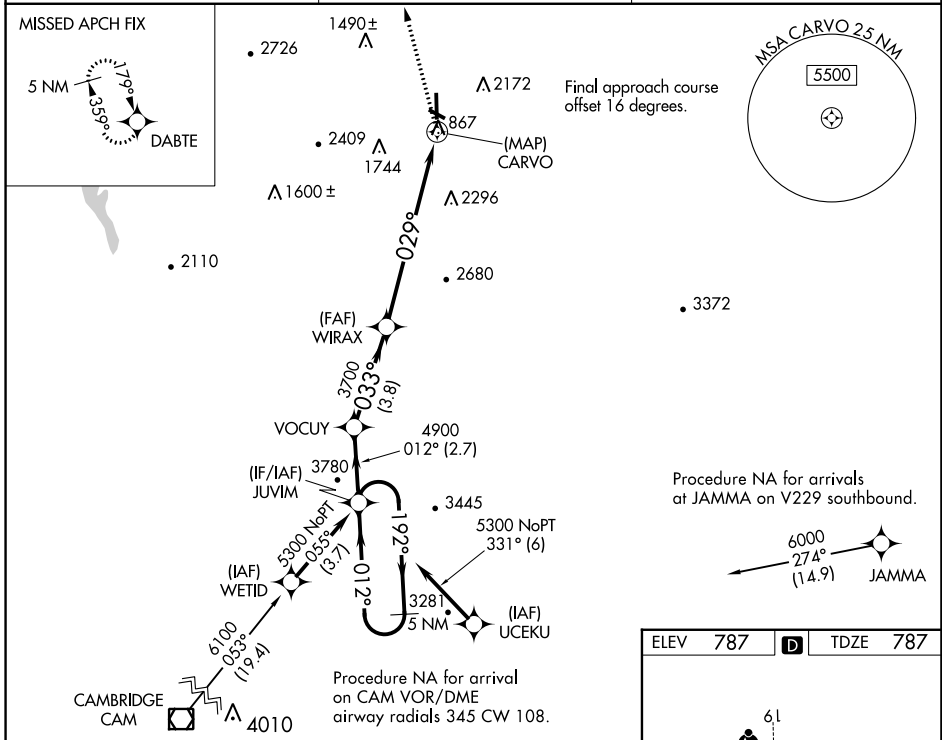 MISSED APCH FIX
5 NM
179°
359°
DABTE
1490 ±
2726
2172
867
2409
1744
(MAP)
CARVO
Final approach course
offset 16 degrees.
MSA CARVO 25 NM
5500
1600 ±
2296
029°
2110
2680
3372
(FAF)
WIRAX
3700
033°
(3.8)
VOCUY
4900
012° (2.7)
(IF/IAF)
JUVIM
3780
3445
5300 NoPT
055°
(3.7)
192°
012°
5300 NoPT
331° (6)
(IAF)
WETID
3281
5 NM
(IAF)
UCEKU
Procedure NA for arrivals
at JAMMA on V229 southbound.
6000
274°
(14.9)
JAMMA
6100
053°
(19.4)
CAMBRIDGE
CAM
4010
Procedure NA for arrival
on CAM VOR/DME
airway radials 345 CW 108.
ELEV 787 D TDZE 787